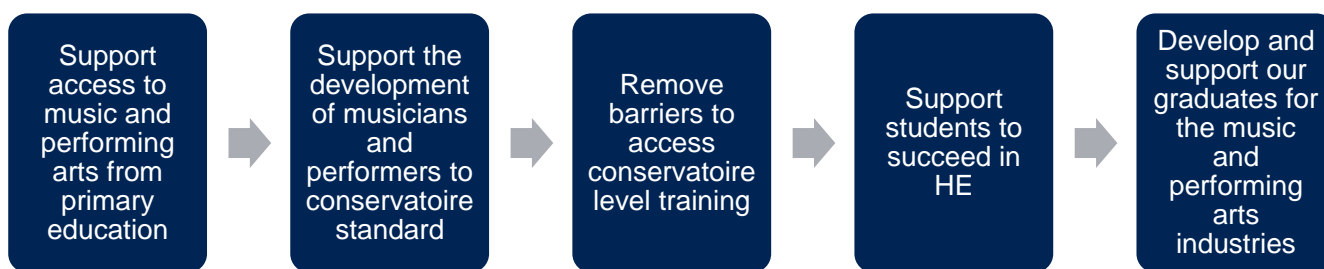 Support
access to
music and
performing
arts from
primary
education
Support the
development
of musicians
and
performers to
conservatoire
standard
Remove
barriers to
access
conservatoire
level training
Support
students to
succeed in
HE
Develop and
support our
graduates for
the music
and
performing
arts
industries